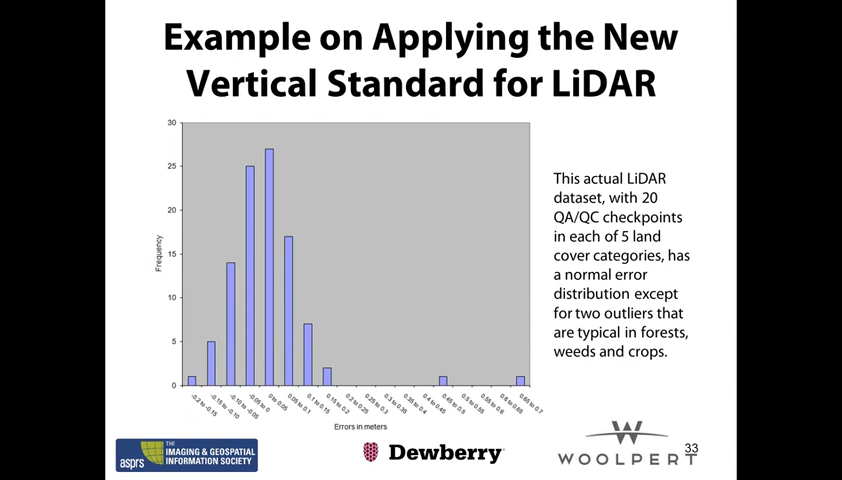 Example on Applying the New
Vertical Standard for LiDAR
30
25
20
15
10
5
0
Frequency
-0.2 to -0.15
-0.15 to -0.10
-0.10 to -0.05
-0.05 to 0
0 to 0.05
0.05 to 0.1
0.1 to 0.15
0.15 to 0.2
0.2 to 0.25
0.25 to 0.3
0.3 to 0.35
0.35 to 0.4
0.4 to 0.45
0.45 to 0.5
0.5 to 0.55
0.55 to 0.6
0.6 to 0.65
0.65 to 0.7
Errors in meters
This actual LiDAR
dataset, with 20
QA/QC checkpoints
in each of 5 land
cover categories, has
a normal error
distribution except
for two outliers that
are typical in forests,
weeds and crops.
asprs
THE
IMAGING & GEOSPATIAL
INFORMATION SOCIETY
Dewberry
WOOLPERT
33